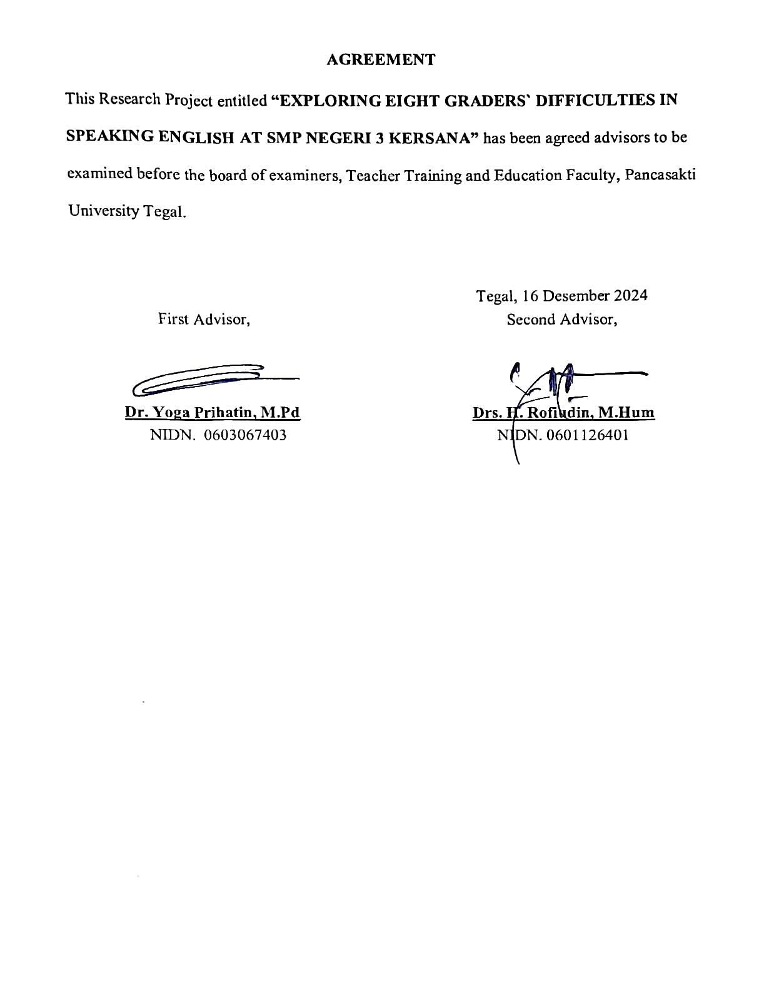 AGREEMENT
This Research Project entitled “EXPLORING EIGHT GRADERS` DIFFICULTIES IN
SPEAKING ENGLISH AT SMP NEGERI 3 KERSANA” has been agreed advisors to be
examined before the board of examiners, Teacher Training and Education Faculty, Pancasakti
University Tegal.
Tegal, 16 Desember 2024
First Advisor,
Second Advisor,
Dr. Yoga Prihatin, M.Pd
Drs. H. Rofiudin, M.Hum
NIDN. 0603067403
NIDN. 0601126401